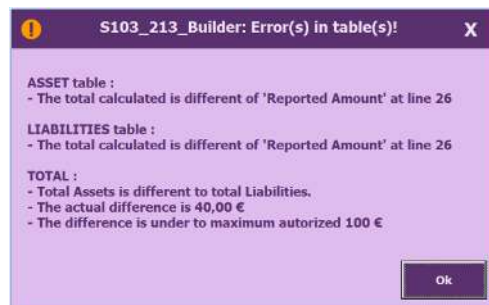 S103_213_Builder: Error(s) in table(s)!
X
ASSET table :
- The total calculated is different of 'Reported Amount' at line 26
LIABILITIES table :
- The total calculated is different of 'Reported Amount' at line 26
TOTAL :
- Total Assets is different to total Liabilities.
- The actual difference is 40,00 €
- The difference is under to maximum autorized 100 €
Ok